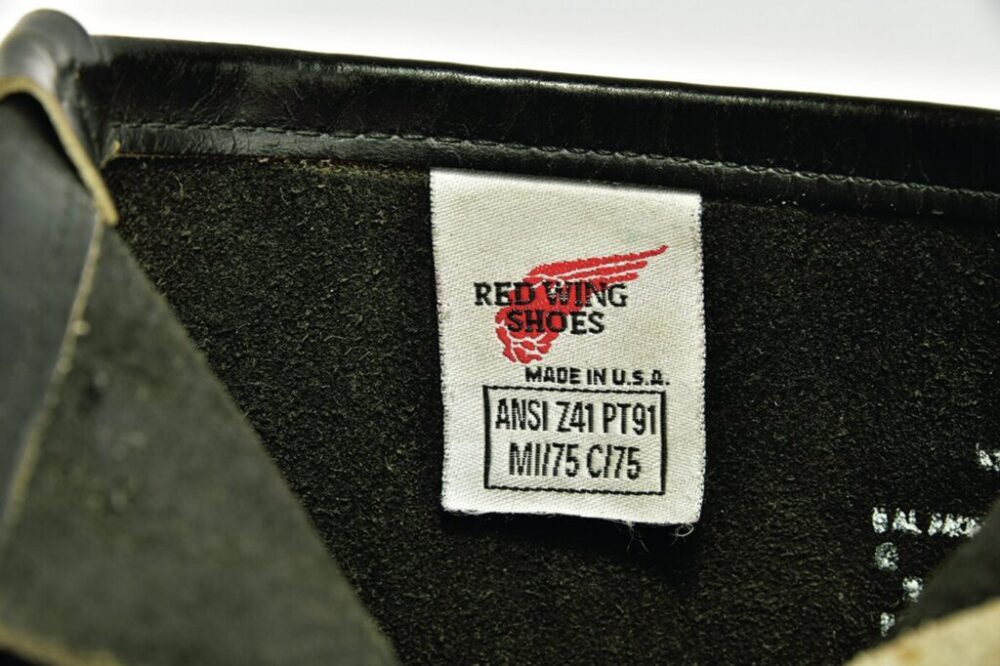 RED WING
SHOES
MADE IN U.S.A.
ANSI Z41 PT91
MI/75 C/75